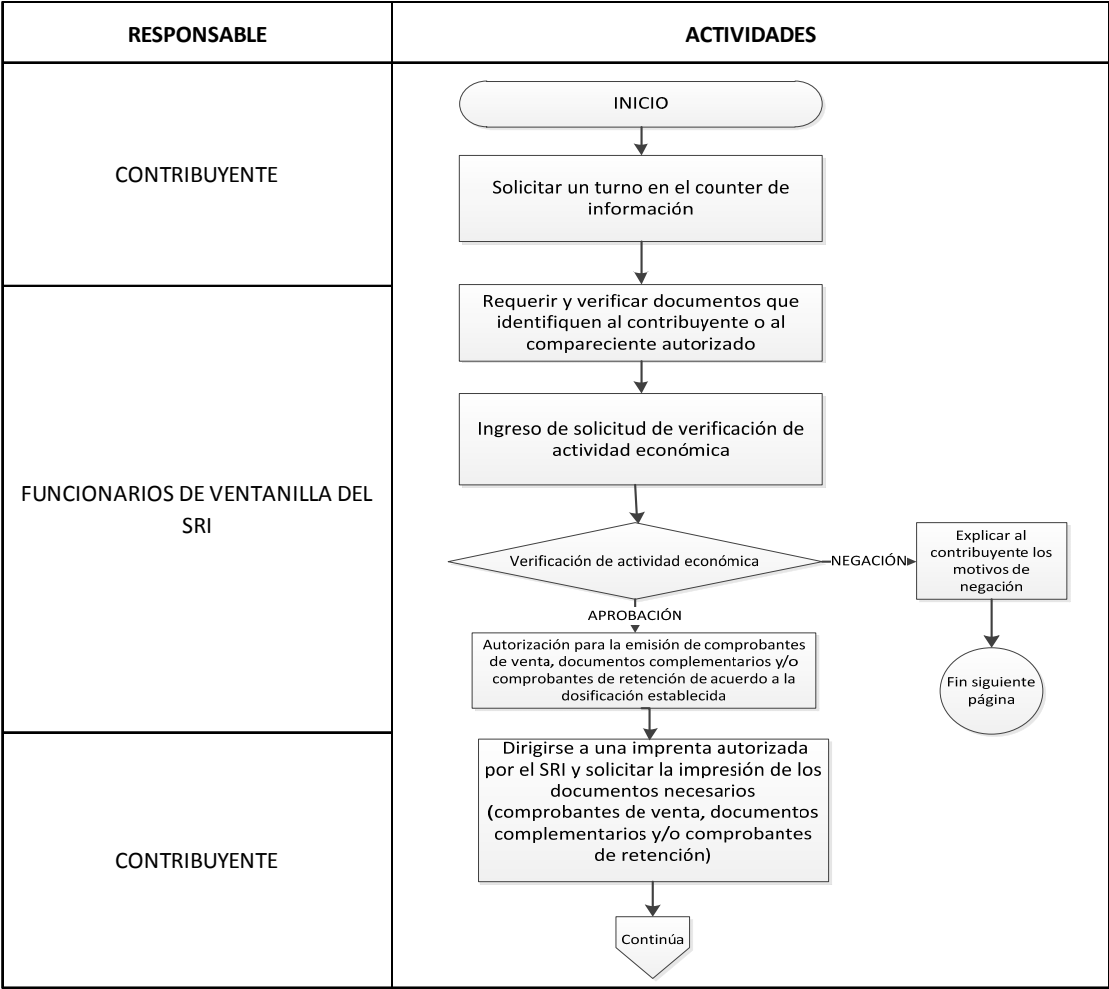 RESPONSABLE
ACTIVIDADES
CONTRIBUYENTE
INICIO
Solicitar un turno en el counter de
información
FUNCIONARIOS DE VENTANILLA DEL
SRI
Requerir y verificar documentos que
identifiquen al contribuyente o al
compareciente autorizado
Ingreso de solicitud de verificación de
actividad económica
Verificación de actividad económica
NEGACIÓN
Explicar al
contribuyente los
motivos de
negación
Fin siguiente
página
APROBACIÓN
Autorización para la emisión de comprobantes
de venta, documentos complementarios y/o
comprobantes de retención de acuerdo a la
dosificación establecida
CONTRIBUYENTE
Dirigirse a una imprenta autorizada
por el SRI y solicitar la impresión de los
documentos necesarios
(comprobantes de venta, documentos
complementarios y/o comprobantes
de retención)
Continúa